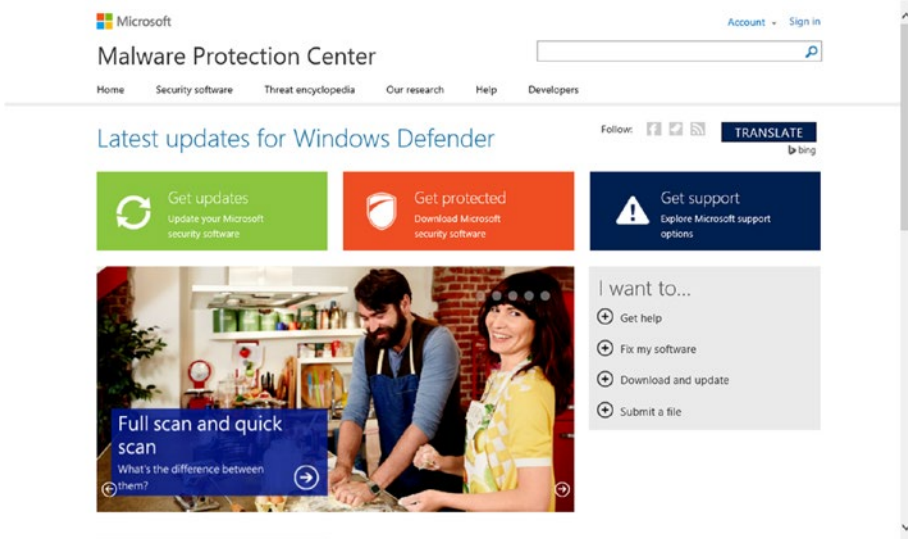 Microsoft
Account
Sign in
Malware Protection Center
Home
Security software
Threat encyclopedia
Our research
Help
Developers
Latest updates for Windows Defender
Follow:
TRANSLATE
bing
Get updates
Update your Microsoft
security software
Get protected
Download Microsoft
security software
Get support
Explore Microsoft support
options
Full scan and quick
scan
What's the difference between
them?
I want to...
Get help
Fix my software
Download and update
Submit a file